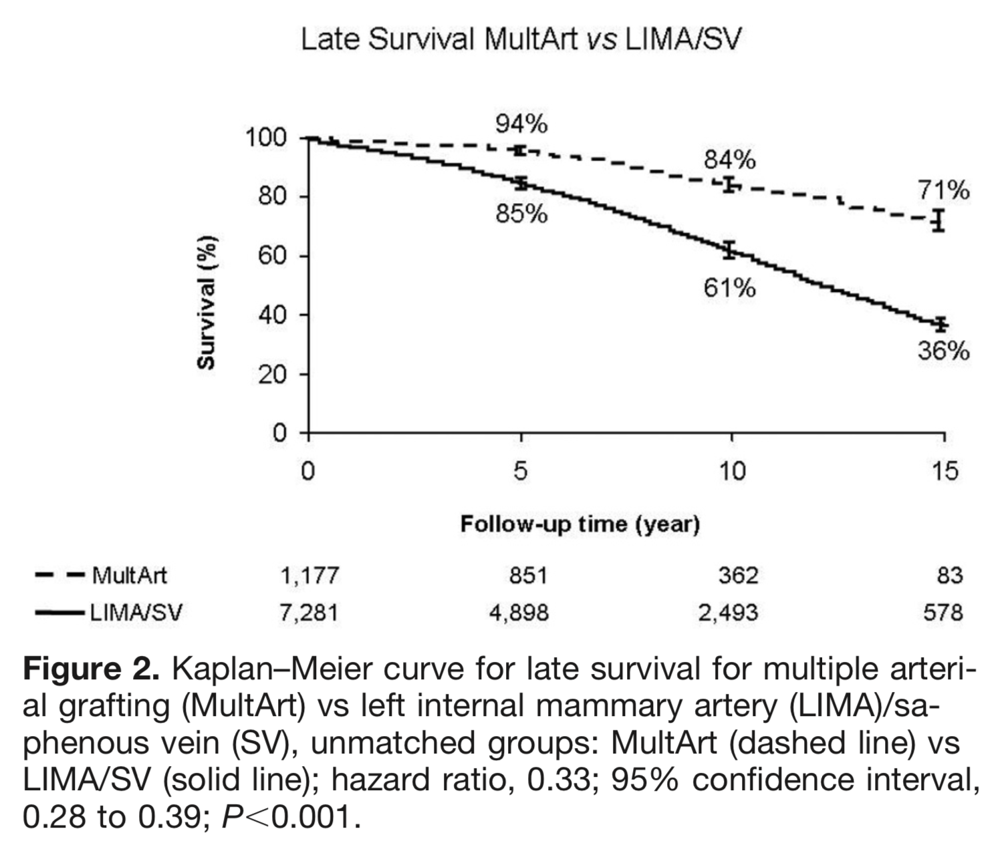 Late Survival MultArt vs LIMA/SV
94%
100
84%
71%
80
85%
60
61%
40
36%
20
0
Survival (%)
0 5 10 15
Follow-up time (year)
MultArt 1,177 851 362 83
LIMA/SV 7,281 4,898 2,493 578
Figure 2. Kaplan–Meier curve for late survival for multiple arteri-
al grafting (MultArt) vs left internal mammary artery (LIMA)/sa-
phenous vein (SV), unmatched groups: MultArt (dashed line) vs
LIMA/SV (solid line); hazard ratio, 0.33; 95% confidence interval,
0.28 to 0.39; P<0.001.